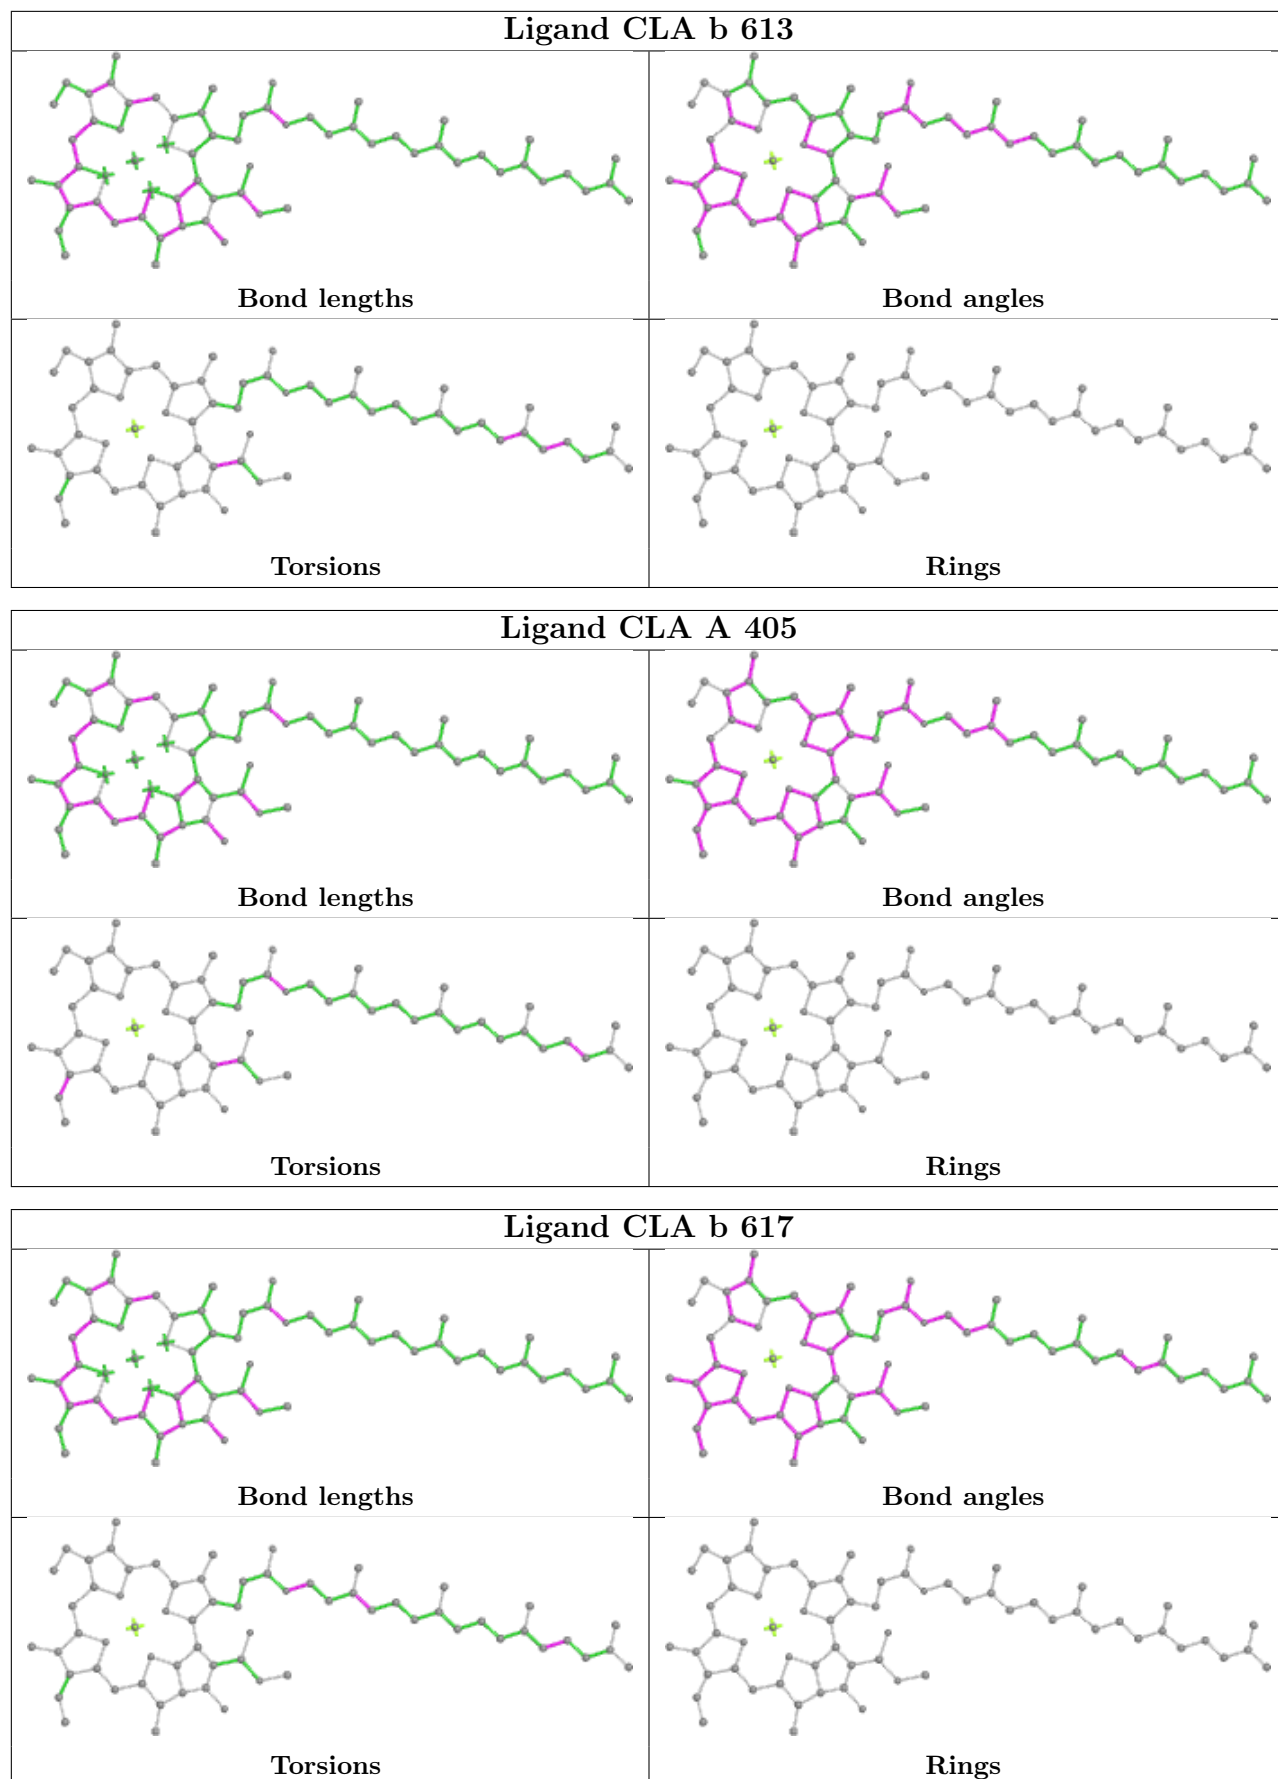 Ligand CLA b 613
Bond lengths
Bond angles
Torsions
Rings
Ligand CLA A 405
Bond lengths
Bond angles
Torsions
Rings
Ligand CLA b 617
Bond lengths
Bond angles
Torsions
Rings